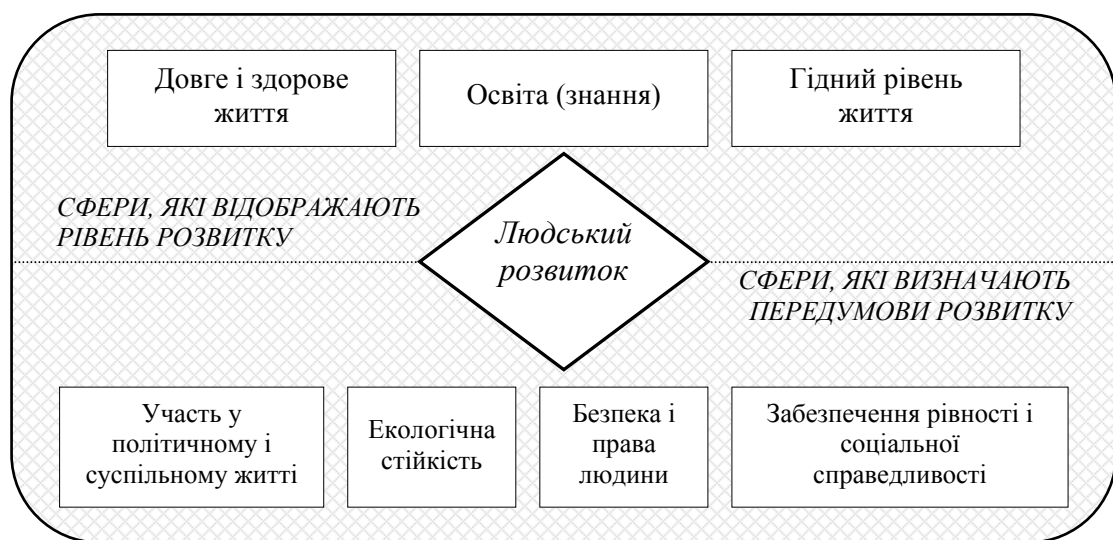 Довге і здорове
життя
Освіта (знання)
Гідний рівень
життя
СФЕРИ, ЯКІ ВІДОБРАЖАЮТЬ
РІВЕНЬ РОЗВИТКУ
Людський
розвиток
СФЕРИ, ЯКІ ВИЗНАЧАЮТЬ
ПЕРЕДУМОВИ РОЗВИТКУ
Участь у
політичному і
суспільному житті
Екологічна
стійкість
Безпека і
права
людини
Забезпечення рівності і
соціальної
справедливості